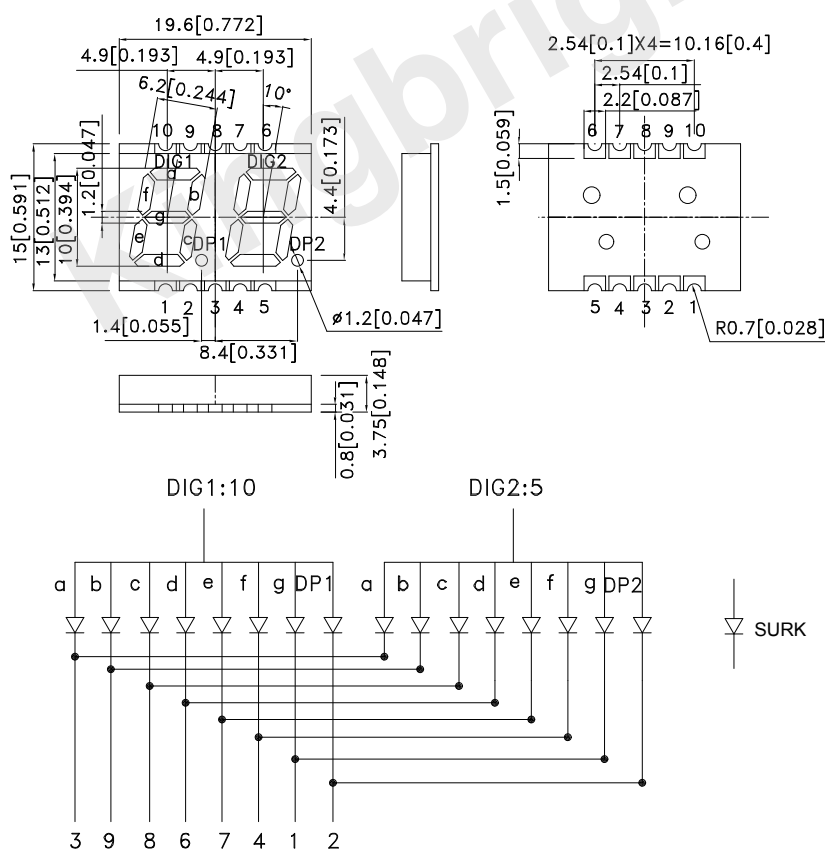 19.6[0.772]
4.9[0.193] 4.9[0.193]
6.2[0.244] 10°
10 9 8 7 6
DIG1 DIG2
a
f b
g
e c
d
DP1 DP2
1.2[0.047]
15[0.591]
13[0.512]
10[0.394]
4.4[0.173]
1 2 3 4 5
1.4[0.055]
8.4[0.331]
ø1.2[0.047]
2.54[0.1]X4=10.16[0.4]
2.54[0.1]
2.2[0.087]
6 7 8 9 10
1.5[0.059]
5 4 3 2 1
R0.7[0.028]
0.8[0.031]
3.75[0.148]
Kingbrig
DIG1:10 DIG2:5
a b c d e f g DP1 a b c d e f g DP2
SURK
3 9 8 6 7 4 1 2